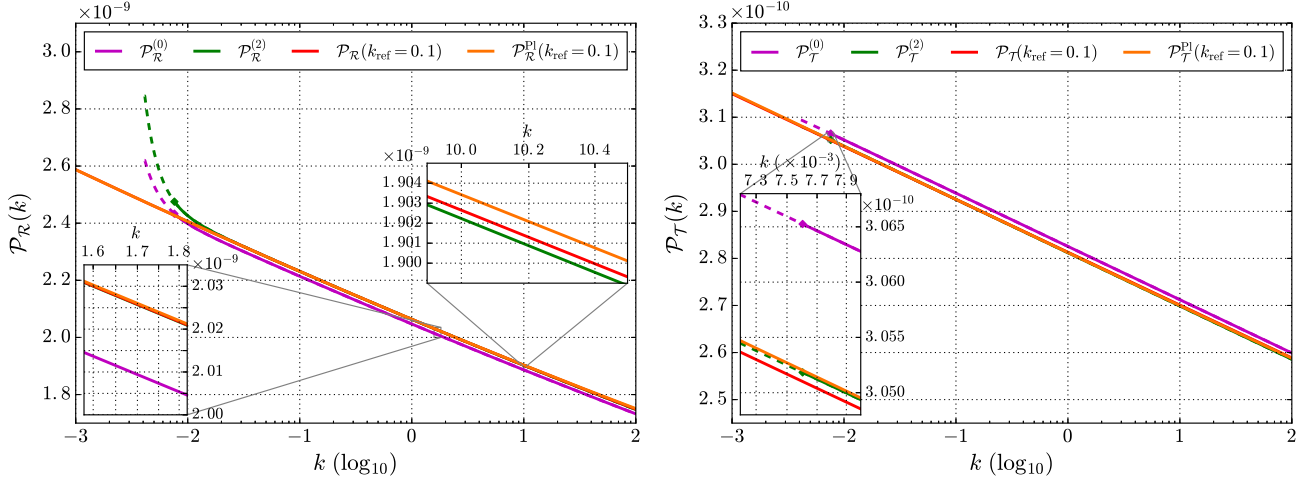 ×10⁻⁹
𝒫_ℛ^(0) 𝒫_ℛ^(2) 𝒫_ℛ(k_ref = 0.1) 𝒫_ℛ^Pl(k_ref = 0.1)
3.0
2.8
2.6
2.4
2.2
2.0
1.8
𝒫_ℛ(k)
k
10.0 10.2 10.4
×10⁻⁹
1.904
1.903
1.902
1.901
1.900
k
1.6 1.7 1.8
×10⁻⁹
2.03
2.02
2.01
2.00
−3 −2 −1 0 1 2
k (log₁₀)
×10⁻¹⁰
𝒫_𝒯^(0) 𝒫_𝒯^(2) 𝒫_𝒯(k_ref = 0.1) 𝒫_𝒯^Pl(k_ref = 0.1)
3.3
3.2
3.1
3.0
2.9
2.8
2.7
2.6
2.5
𝒫_𝒯(k)
k (×10⁻³)
7.3 7.5 7.7 7.9
×10⁻¹⁰
3.065
3.060
3.055
3.050
−3 −2 −1 0 1 2
k (log₁₀)